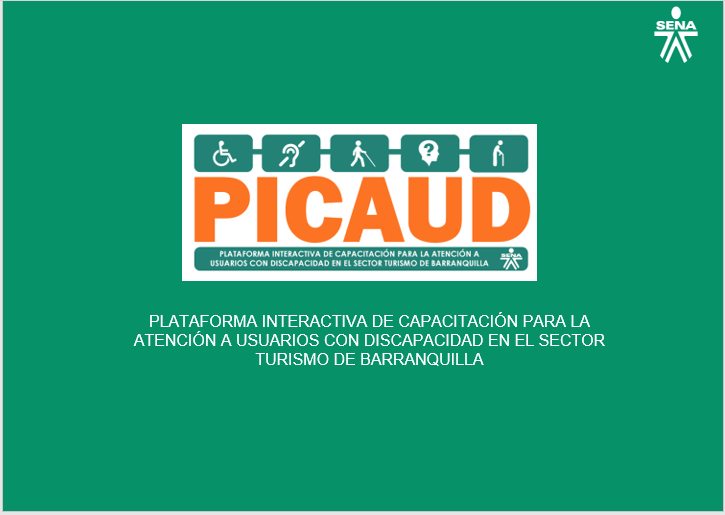 SENA
?
PICAUD
PLATAFORMA INTERACTIVA DE CAPACITACIÓN PARA LA ATENCIÓN A
USUARIOS CON DISCAPACIDAD EN EL SECTOR TURISMO DE BARRANQUILLA
SENA
PLATAFORMA INTERACTIVA DE CAPACITACIÓN PARA LA
ATENCIÓN A USUARIOS CON DISCAPACIDAD EN EL SECTOR
TURISMO DE BARRANQUILLA